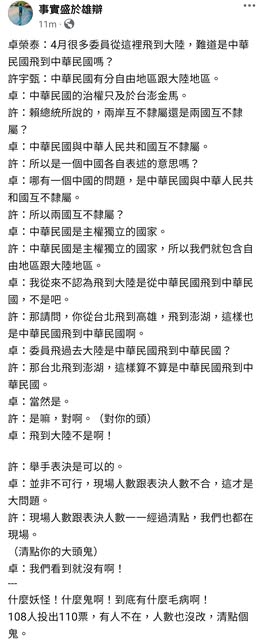 事實盛於雄辯
11m・
卓榮泰：4月很多委員從這裡飛到大陸，難道是中華
民國飛到中華民國嗎？
許宇甄：中華民國有分自由地區跟大陸地區。
卓：中華民國的治權只及於台澎金馬。
許：賴總統所說的，兩岸互不隸屬還是兩國互不隸
屬？
卓：中華民國與中華人民共和國互不隸屬。
許：所以是一個中國各自表述的意思嗎？
卓：哪有一個中國的問題，是中華民國與中華人民共
和國互不隸屬。
許：所以兩國互不隸屬？
卓：中華民國是主權獨立的國家。
許：中華民國是主權獨立的國家，所以我們就包含自
由地區跟大陸地區。
卓：我從來不認為飛到大陸是從中華民國飛到中華民
國，不是吧。
許：那請問，你從台北飛到高雄，飛到澎湖，這樣也
是中華民國飛到中華民國啊。
卓：委員飛過去大陸是中華民國飛到中華民國？
許：那台北飛到澎湖，這樣算不算是中華民國飛到中
華民國。
卓：當然是。
許：是嘛，對啊。（對你的頭）
卓：飛到大陸不是啊！
許：舉手表決是可以的。
卓：並非不可行，現場人數跟表決人數不合，這才是
大問題。
許：現場人數跟表決人數一一經過清點，我們也都在
現場。
（清點你的大頭鬼）
卓：我們看到就沒有啊！
---
什麼妖怪！什麼鬼啊！到底有什麼毛病啊！
108人投出110票，有人不在，人數也沒改，清點個
鬼。